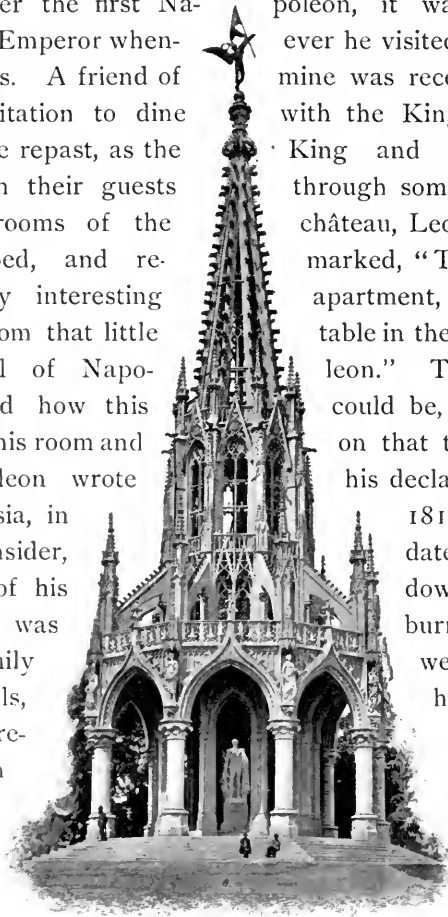 er the first Na- poleon, it wa
Emperor when- ever he visited
s. A friend of mine was rece
itation to dine with the Kin
e repast, as the King and
n their guests through som
rooms of the château, Leo
bed, and re- marked, “T
y interesting apartment,
om that little table in the
l of Napo- leon.” T
d how this could be,
his room and on that t
leon wrote his decla
sia, in 181
nsider, date
of his dow
was burn
nily we
ls, h
re-
n